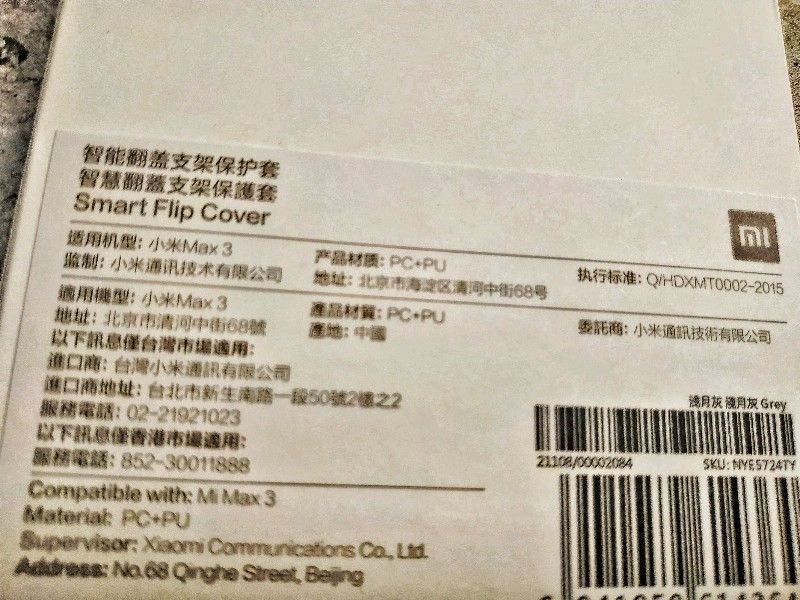 智能翻盖支架保护套
智慧翻蓋支架保護套
Smart Flip Cover
mi
适用机型: 小米Max 3 产品材质: PC+PU 执行标准: Q/HDXMT0002-2015
监制: 小米通讯技术有限公司 地址: 北京市海淀区清河中街68号
適用機型: 小米Max 3 產品材質: PC+PU 委託商: 小米通訊技術有限公司
地址: 北京市清河中街68號 產地: 中國
以下訊息僅台灣市場適用:
進口商: 台灣小米通訊有限公司
進口商地址: 台北市新生南路一段50號2樓之2
服務電話: 02-21921023
以下訊息僅香港市場適用:
服務電話: 852-30011888
Compatible with: Mi Max 3
Material: PC+PU
Supervisor: Xiaomi Communications Co., Ltd.
Address: No.68 Qinghe Street, Beijing
浅月灰 淺月灰 Grey
21108/00002084 SKU: NYE5724TY